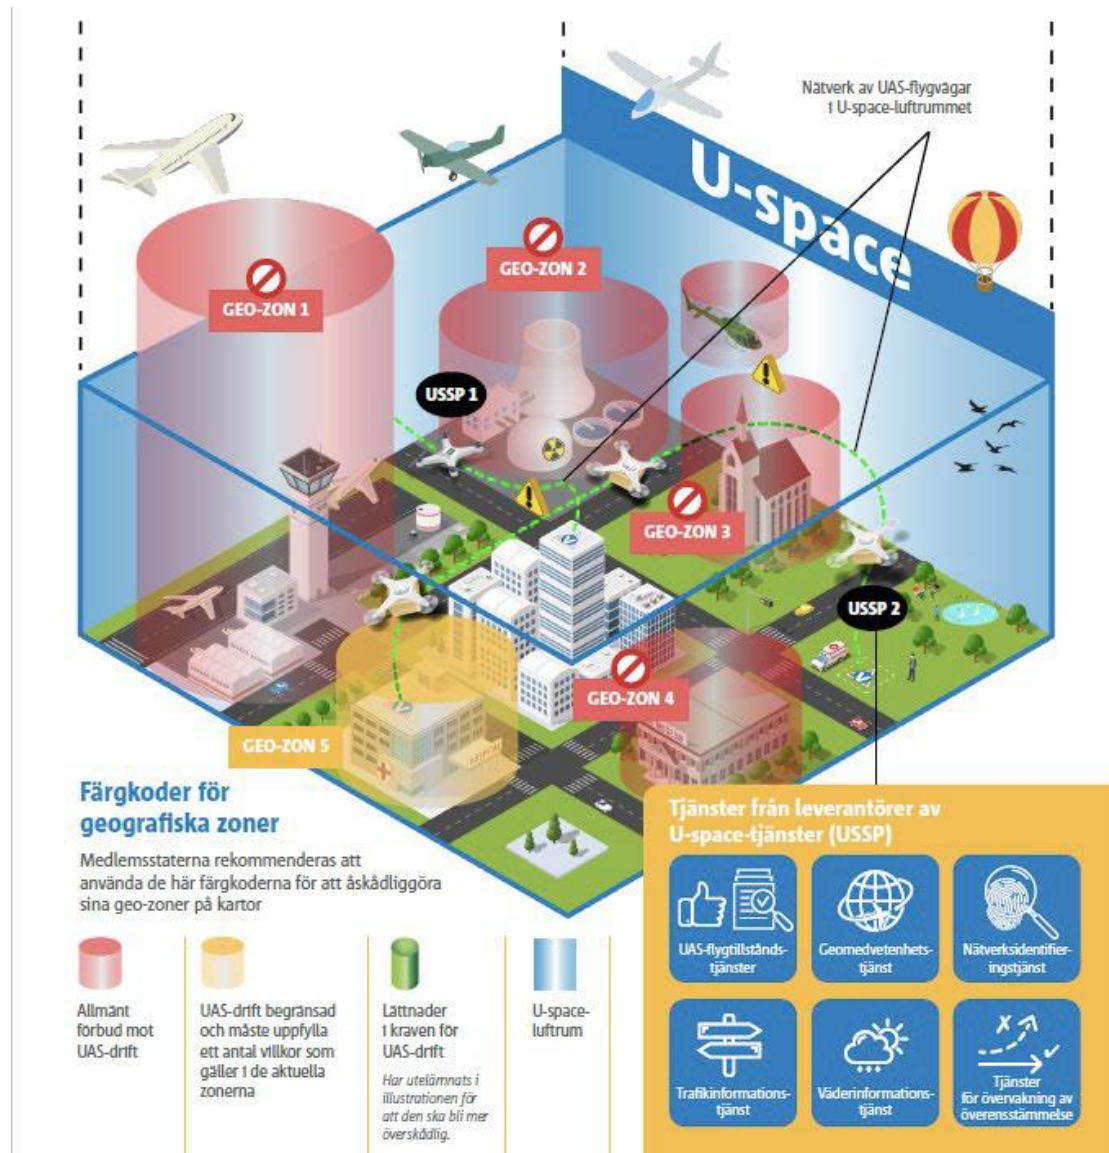 Nätverk av UAS-flygvägar
i U-space-luftrummet
U-space
GEO-ZON 1
GEO-ZON 2
USSP 1
GEO-ZON 3
USSP 2
GEO-ZON 4
GEO-ZON 5
HOSPITAL
Färgkoder för
geografiska zoner
Medlemsstaterna rekommenderas att
använda de här färgkoderna för att åskådliggöra
sina geo-zoner på kartor
Allmänt
förbud mot
UAS-drift
UAS-drift begränsad
och måste uppfylla
ett antal villkor som
gäller i de aktuella
zonerna
Lättnader
i kraven för
UAS-drift
Har utelämnats i
illustrationen för
att den ska bli mer
överskådlig.
U-space-
luftrum
Tjänster från leverantörer av
U-space-tjänster (USSP)
UAS-flygtillstånds-
tjänster
Geomedvetenhets-
tjänst
Nätverksidentifier-
ingstjänst
Trafikinformations-
tjänst
Väderinformations-
tjänst
Tjänster
för övervakning av
överensstämmelse